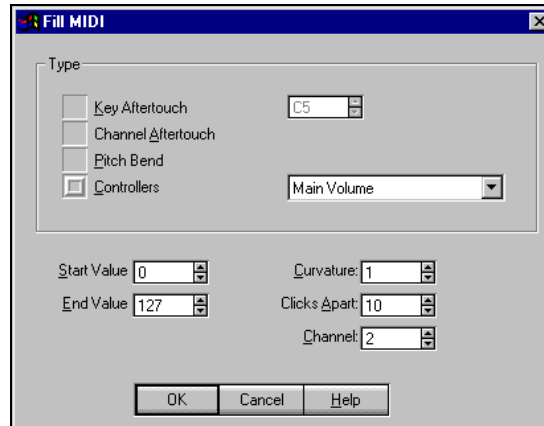 Fill MIDI
Type
Key Aftertouch C5
Channel Aftertouch
Pitch Bend
Controllers Main Volume
Start Value 0 Curvature: 1
End Value 127 Clicks Apart: 10
Channel: 2
OK Cancel Help